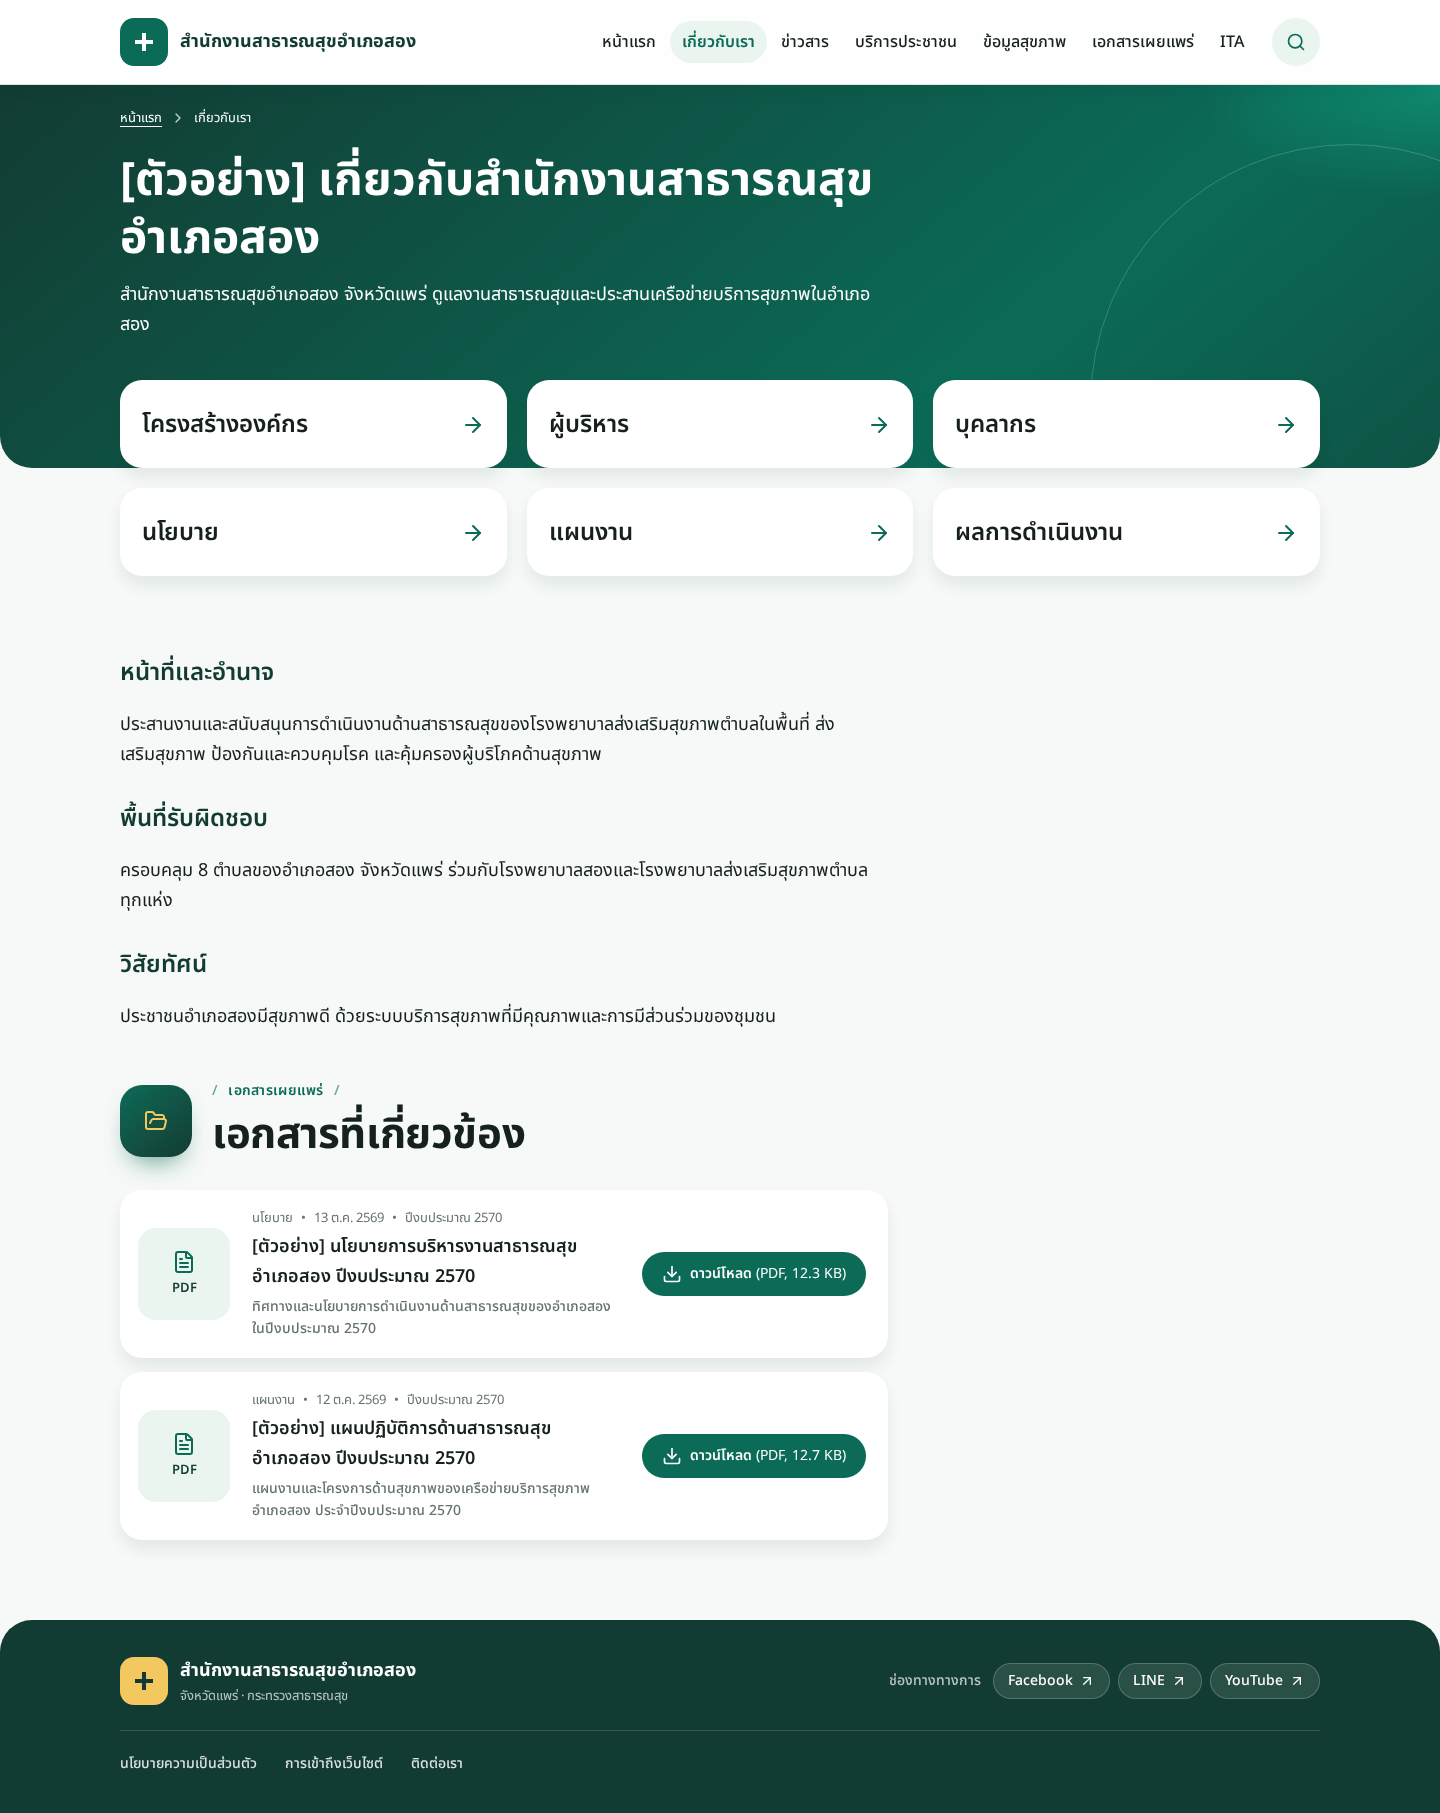 สำนักงานสาธารณสุขอำเภอสอง
หน้าแรก
เกี่ยวกับเรา
ข่าวสาร
บริการประชาชน
ข้อมูลสุขภาพ
เอกสารเผยแพร่
ITA
หน้าแรก
เกี่ยวกับเรา
[ตัวอย่าง] เกี่ยวกับสำนักงานสาธารณสุข
อำเภอสอง
สำนักงานสาธารณสุขอำเภอสอง จังหวัดแพร่ ดูแลงานสาธารณสุขและประสานเครือข่ายบริการสุขภาพในอำเภอ
สอง
โครงสร้างองค์กร
ผู้บริหาร
บุคลากร
นโยบาย
แผนงาน
ผลการดำเนินงาน
หน้าที่และอำนาจ
ประสานงานและสนับสนุนการดำเนินงานด้านสาธารณสุขของโรงพยาบาลส่งเสริมสุขภาพตำบลในพื้นที่ ส่ง
เสริมสุขภาพ ป้องกันและควบคุมโรค และคุ้มครองผู้บริโภคด้านสุขภาพ
พื้นที่รับผิดชอบ
ครอบคลุม 8 ตำบลของอำเภอสอง จังหวัดแพร่ ร่วมกับโรงพยาบาลสองและโรงพยาบาลส่งเสริมสุขภาพตำบล
ทุกแห่ง
วิสัยทัศน์
ประชาชนอำเภอสองมีสุขภาพดี ด้วยระบบบริการสุขภาพที่มีคุณภาพและการมีส่วนร่วมของชุมชน
/ เอกสารเผยแพร่ /
เอกสารที่เกี่ยวข้อง
PDF
นโยบาย • 13 ต.ค. 2569 • ปีงบประมาณ 2570
[ตัวอย่าง] นโยบายการบริหารงานสาธารณสุข
อำเภอสอง ปีงบประมาณ 2570
ทิศทางและนโยบายการดำเนินงานด้านสาธารณสุขของอำเภอสอง
ในปีงบประมาณ 2570
ดาวน์โหลด (PDF, 12.3 KB)
PDF
แผนงาน • 12 ต.ค. 2569 • ปีงบประมาณ 2570
[ตัวอย่าง] แผนปฏิบัติการด้านสาธารณสุข
อำเภอสอง ปีงบประมาณ 2570
แผนงานและโครงการด้านสุขภาพของเครือข่ายบริการสุขภาพ
อำเภอสอง ประจำปีงบประมาณ 2570
ดาวน์โหลด (PDF, 12.7 KB)
สำนักงานสาธารณสุขอำเภอสอง
จังหวัดแพร่ · กระทรวงสาธารณสุข
ช่องทางทางการ
Facebook
LINE
YouTube
นโยบายความเป็นส่วนตัว
การเข้าถึงเว็บไซต์
ติดต่อเรา